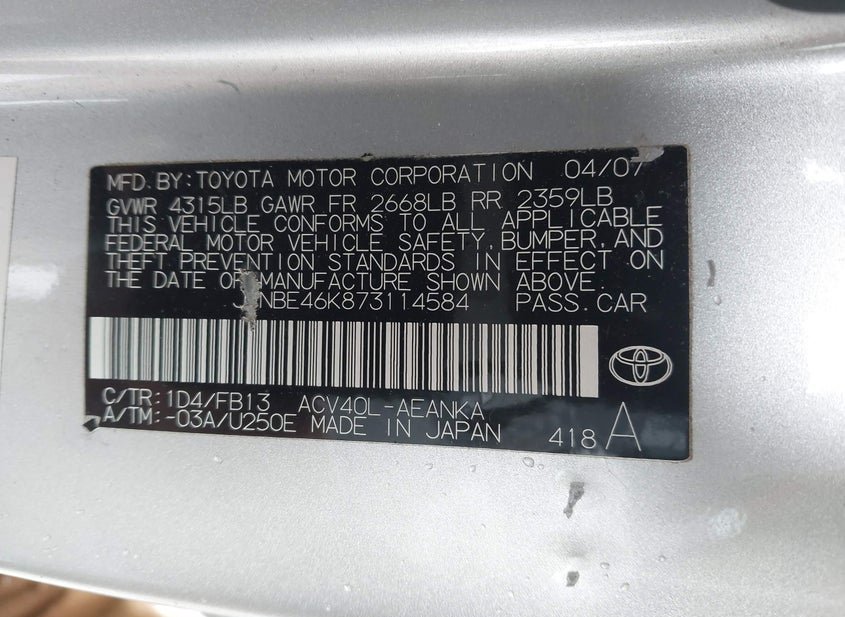 MFD. BY: TOYOTA MOTOR CORPORATION 04/07
GVWR 4315LB GAWR FR 2668LB RR 2359LB
THIS VEHICLE CONFORMS TO ALL APPLICABLE
FEDERAL MOTOR VEHICLE SAFETY, BUMPER, AND
THEFT PREVENTION STANDARDS IN EFFECT ON
THE DATE OF MANUFACTURE SHOWN ABOVE.
PASS. CAR
C/TR: 1D4/FB13 ACV40L-AEANKA
A/TM: -03A/U250E MADE IN JAPAN 418 A